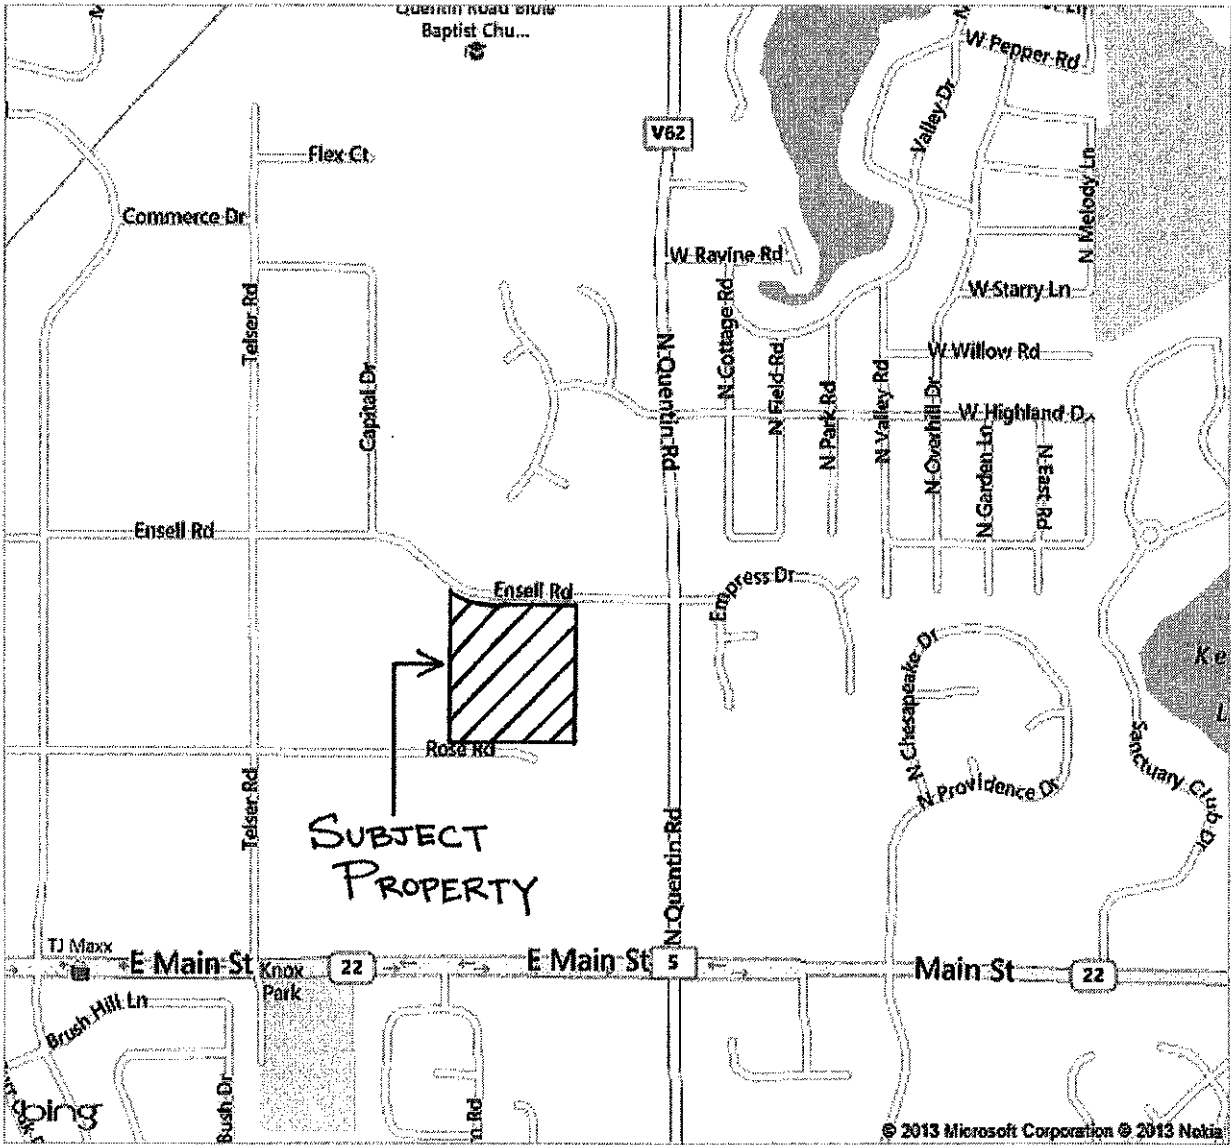 Quentin Road Bible
Baptist Chu...
W Pepper Rd
V62
Valley Dr
Flex Ct
N Melody Ln
Commerce Dr
W Ravine Rd
W Starry Ln
Telser Rd
N Cottage Rd
N Quentin Rd
N Field Rd
W Willow Rd
Capital Dr
N Park Rd
N Valley Rd
N Overhill Dr
W Highland D
N Garden Ln
N East Rd
Ensell Rd
Ensell Rd
Empress Dr
N Chesapeake Dr
Ke
L
Rose Rd
Sanctuary Club Dr
N Providence Dr
Telser Rd
SUBJECT
PROPERTY
N Quentin Rd
TJ Maxx
E Main St
Knox
Park
22
E Main St
5
Main St
22
Brush Hill Ln
Bush Dr
n Rd
bing
© 2013 Microsoft Corporation © 2013 Nokia